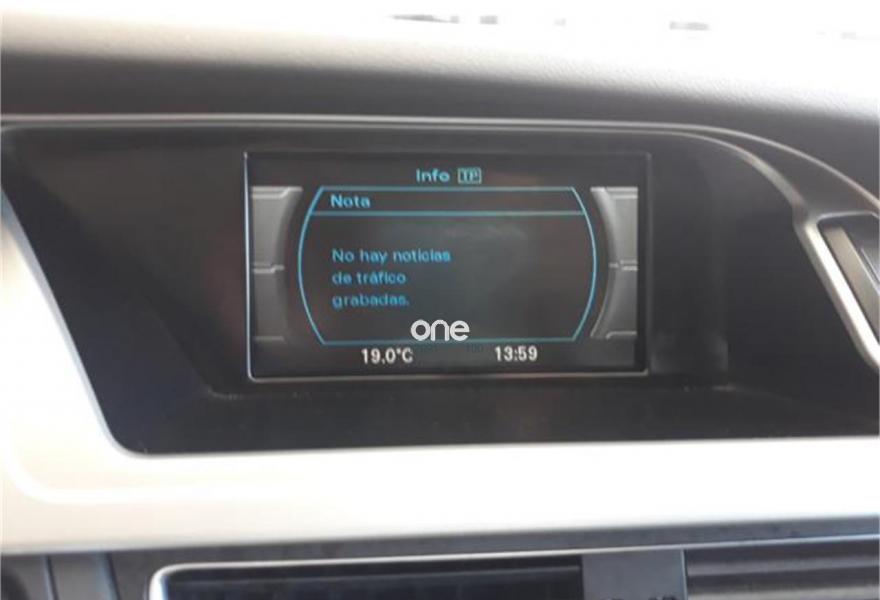 Info TP
Nota
No hay noticias
de tráfico
grabadas.
one
19.0°C
13:59